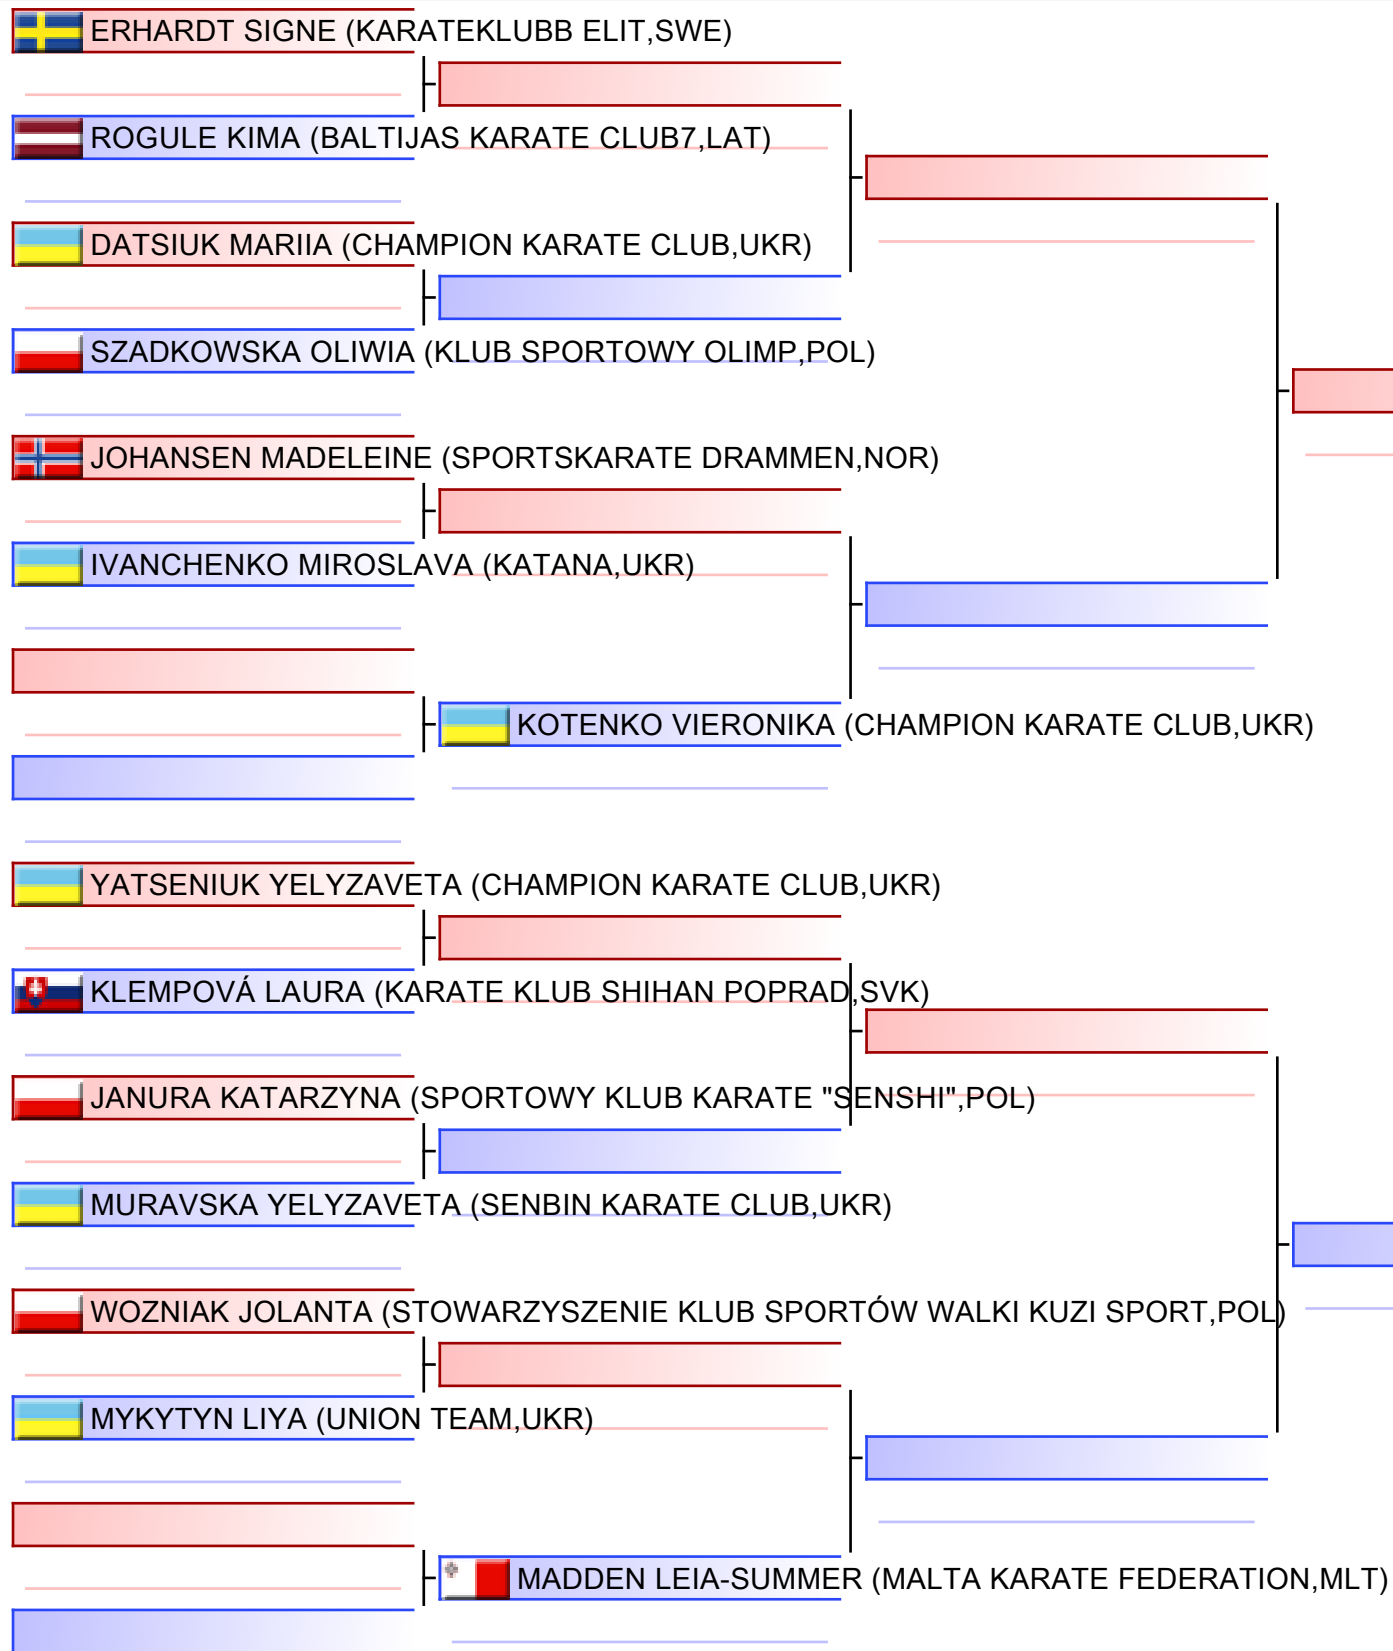 ERHARDT SIGNE (KARATEKLUBB ELIT,SWE)
ROGULE KIMA (BALTIJAS KARATE CLUB7,LAT)
DATSIUK MARIIA (CHAMPION KARATE CLUB,UKR)
SZADKOWSKA OLIWIA (KLUB SPORTOWY OLIMP,POL)
JOHANSEN MADELEINE (SPORTSKARATE DRAMMEN,NOR)
IVANCHENKO MIROSLAVA (KATANA,UKR)
KOTENKO VIERONIKA (CHAMPION KARATE CLUB,UKR)
YATSENIUK YELYZAVETA (CHAMPION KARATE CLUB,UKR)
KLEMPOVÁ LAURA (KARATE KLUB SHIHAN POPRAD,SVK)
JANURA KATARZYNA (SPORTOWY KLUB KARATE "SENSHI",POL)
MURAVSKA YELYZAVETA (SENBIN KARATE CLUB,UKR)
WOZNIAK JOLANTA (STOWARZYSZENIE KLUB SPORTÓW WALKI KUZI SPORT,POL)
MYKYTYN LIYA (UNION TEAM,UKR)
MADDEN LEIA-SUMMER (MALTA KARATE FEDERATION,MLT)